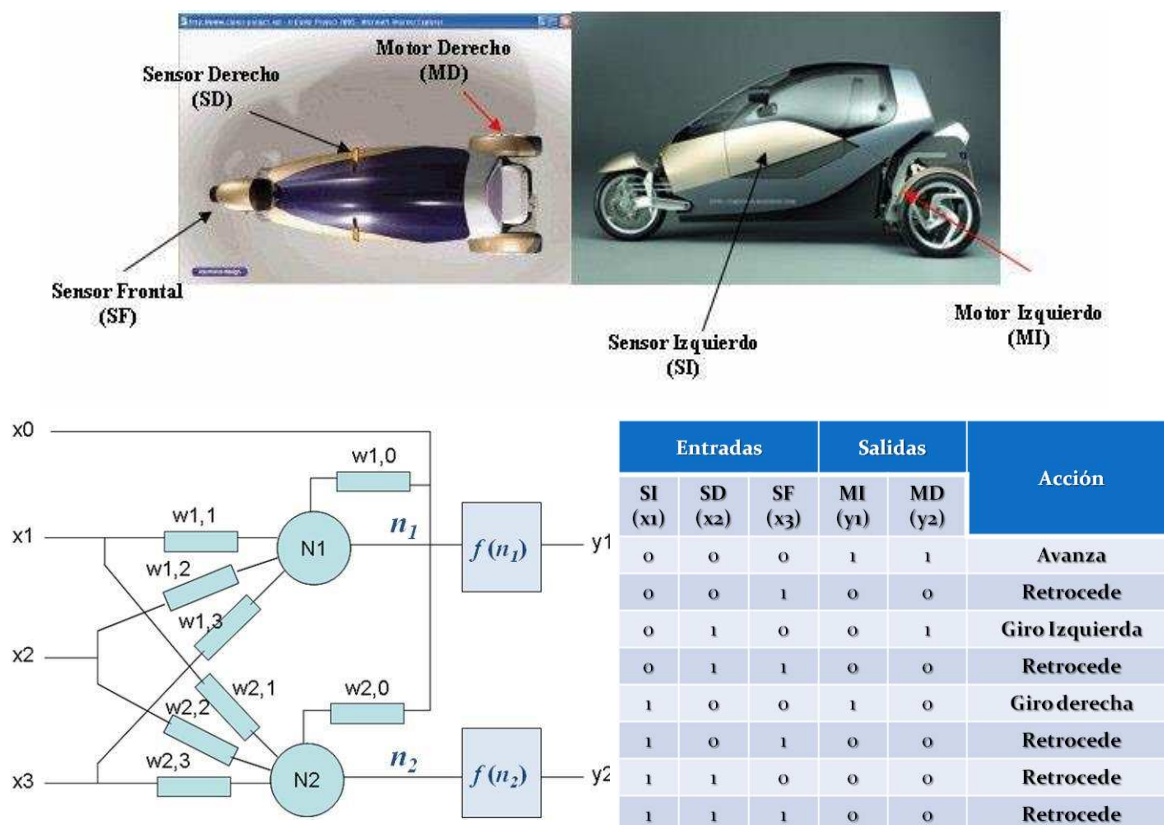 Motor Derecho
(MD)
Sensor Derecho
(SD)
Sensor Frontal
(SF)
Sensor Izquierdo
(SI)
Motor Izquierdo
(MI)
x0
w1,0
x1
w1,1
N1
n1
f (n1)
y1
w1,2
w1,3
x2
w2,1
w2,0
w2,2
w2,3
x3
N2
n2
f (n2)
y2
Entradas Salidas Acción
SI (x1) SD (x2) SF (x3) MI (y1) MD (y2)
0 0 0 1 1 Avanza
0 0 1 0 0 Retrocede
0 1 0 0 1 Giro Izquierda
0 1 1 0 0 Retrocede
1 0 0 1 0 Giro derecha
1 0 1 0 0 Retrocede
1 1 0 0 0 Retrocede
1 1 1 0 0 Retrocede